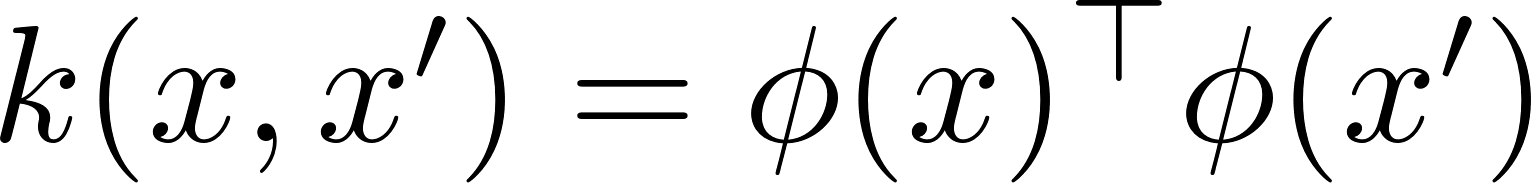 k(x, x′) = ϕ(x)⊤ϕ(x′)